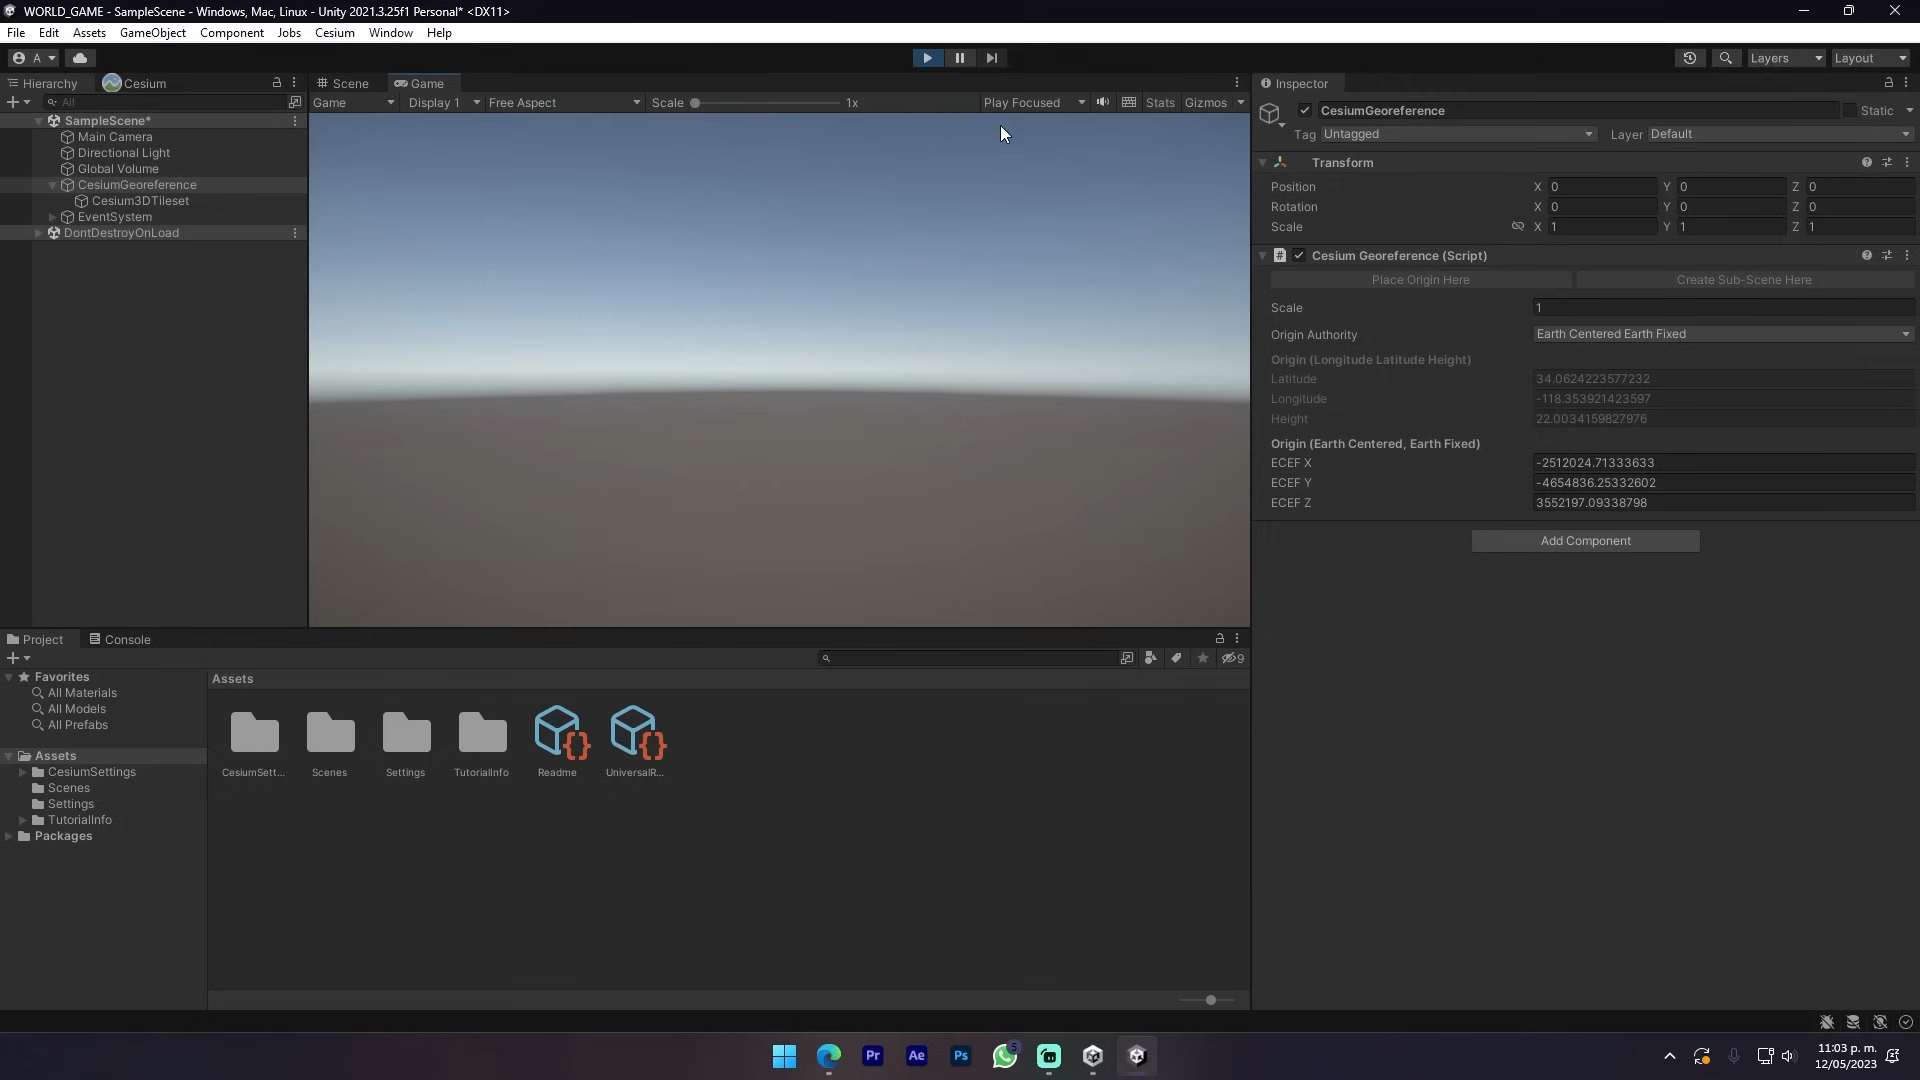 WORLD_GAME - SampleScene - Windows, Mac, Linux - Unity 2021.3.25f1 Personal* <DX11>
File Edit Assets GameObject Component Jobs Cesium Window Help
A Layers Layout
Hierarchy Cesium Scene Game Inspector
All Game Display 1 Free Aspect Scale 1x Play Focused Stats Gizmos
CesiumGeoreference Static
SampleScene*
Tag Untagged Layer Default
Main Camera
Directional Light
Transform
Global Volume
CesiumGeoreference
Position X 0 Y 0 Z 0
Cesium3DTileset
Rotation X 0 Y 0 Z 0
EventSystem
Scale X 1 Y 1 Z 1
DontDestroyOnLoad
Cesium Georeference (Script)
Place Origin Here Create Sub-Scene Here
Scale 1
Origin Authority Earth Centered Earth Fixed
Origin (Longitude Latitude Height)
Latitude 34.0624223577232
Longitude -118.353921423597
Height 22.0034159827976
Origin (Earth Centered, Earth Fixed)
ECEF X -2512024.71333633
ECEF Y -4654836.25332602
ECEF Z 3552197.09338798
Add Component
Project Console
9
Favorites
All Materials
All Models
All Prefabs
Assets
CesiumSettings
Scenes
Settings
TutorialInfo
Packages
Assets
CesiumSett... Scenes Settings TutorialInfo Readme UniversalR...
Pr Ae Ps 5
11:03 p. m.
12/05/2023